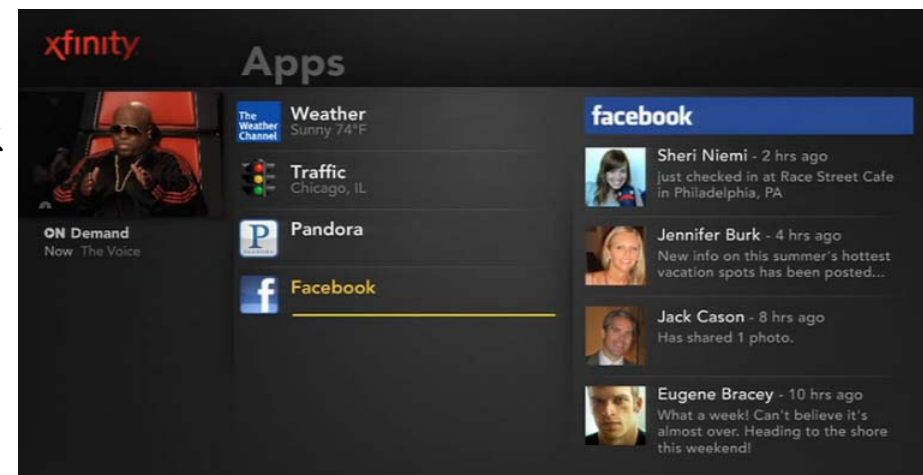 xfinity
Apps
ON Demand
Now The Voice
The
Weather
Channel
Weather
Sunny 74°F
Traffic
Chicago, IL
P
PANDORA
Pandora
f
Facebook
facebook
Sheri Niemi - 2 hrs ago
just checked in at Race Street Cafe
in Philadelphia, PA
Jennifer Burk - 4 hrs ago
New info on this summer's hottest
vacation spots has been posted...
Jack Cason - 8 hrs ago
Has shared 1 photo.
Eugene Bracey - 10 hrs ago
What a week! Can't believe it's
almost over. Heading to the shore
this weekend!